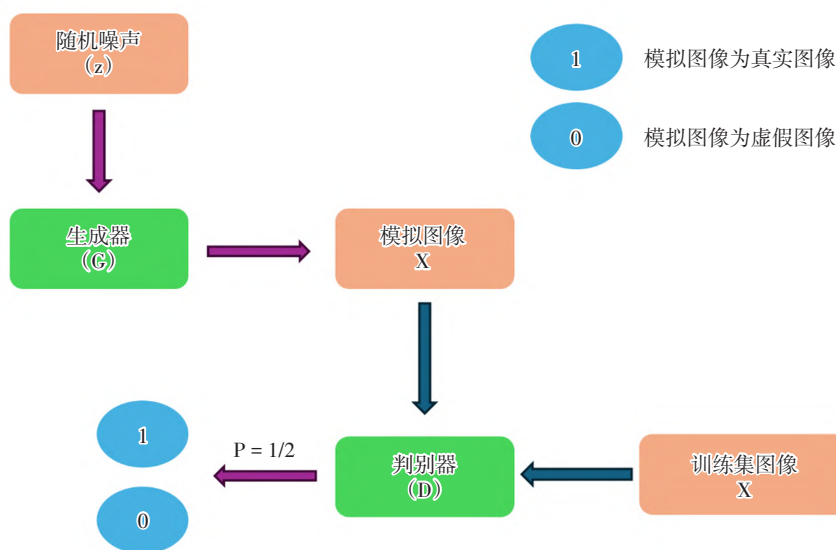 随机噪声
（z）
1
模拟图像为真实图像
0
模拟图像为虚假图像
生成器
（G）
模拟图像
X
1
P = 1/2
判别器
（D）
训练集图像
X
0